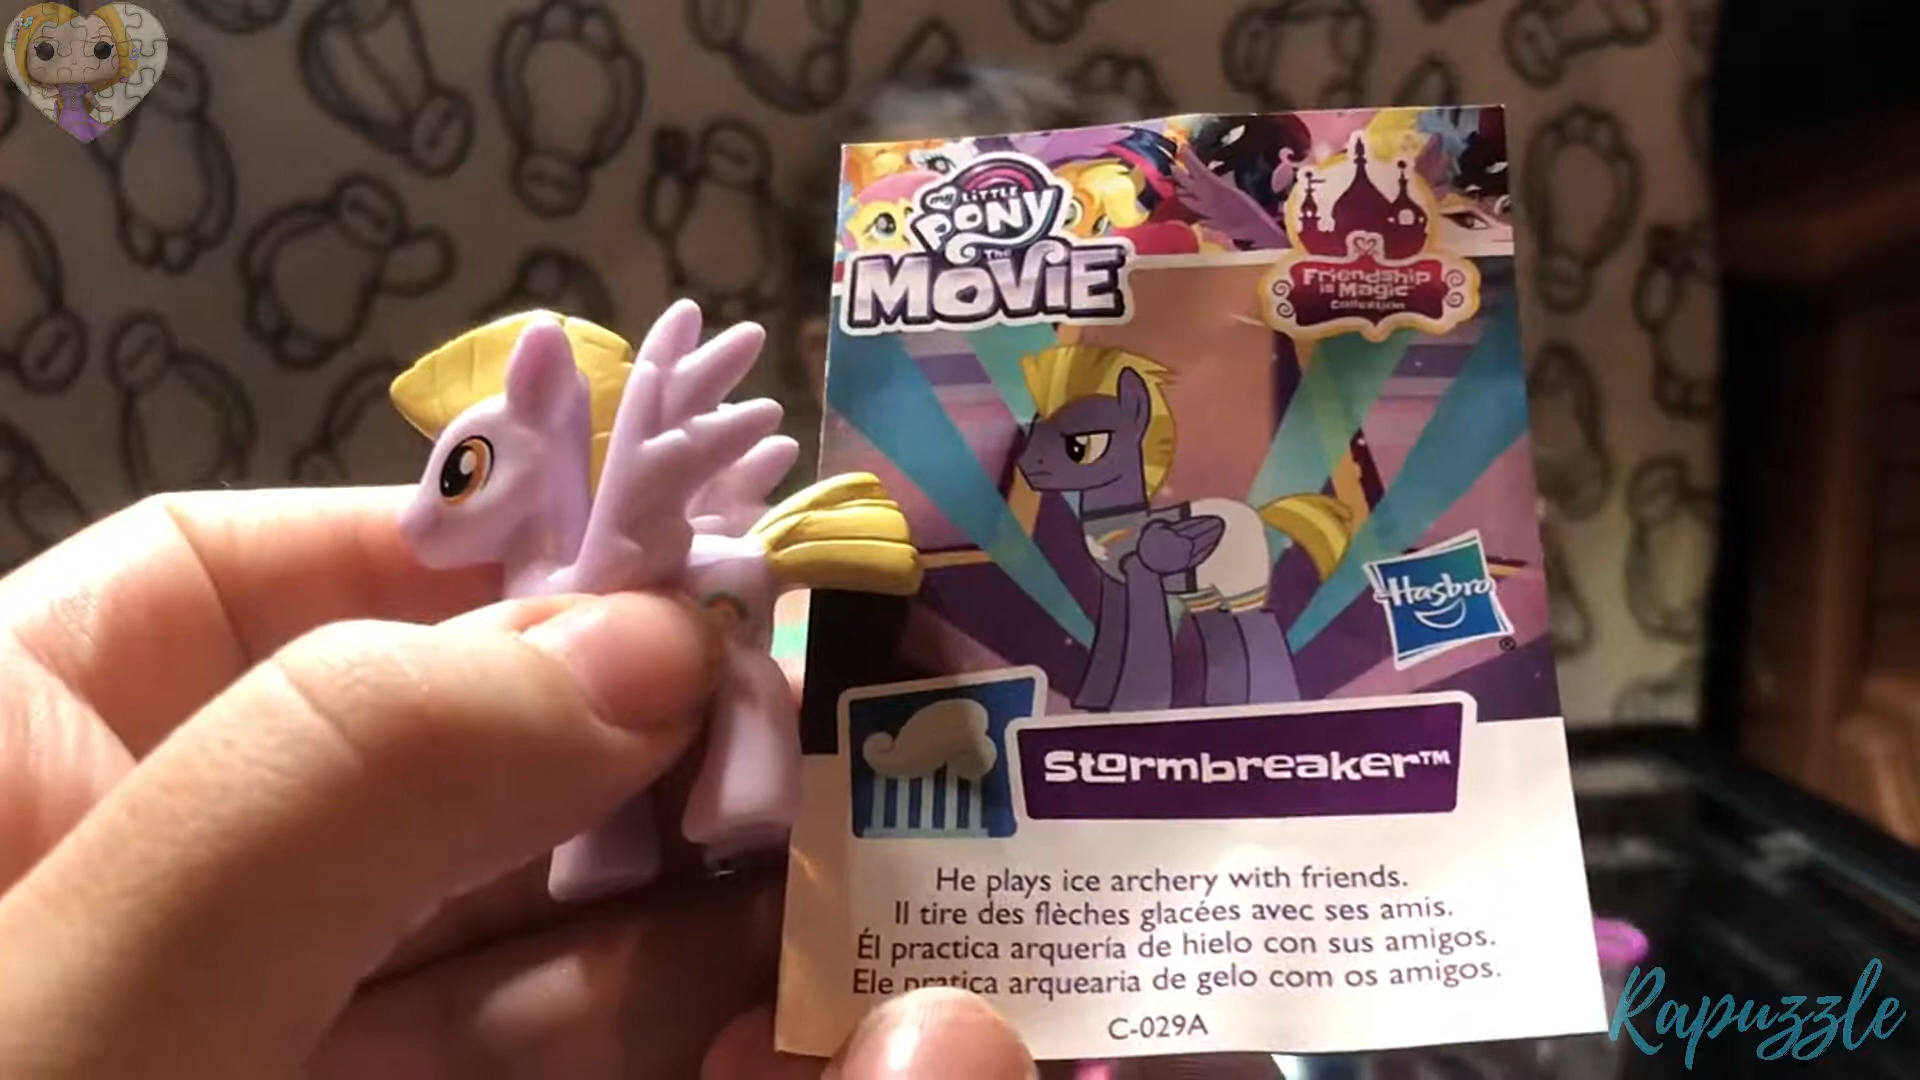 my LiTTLE
PONY
The
MOViE
Friendship
is Magic
Collection
Hasbro
®
Stormbreaker™
He plays ice archery with friends.
Il tire des flèches glacées avec ses amis.
Él practica arquería de hielo con sus amigos.
Ele pratica arquearia de gelo com os amigos.
C-029A
Rapuzzle